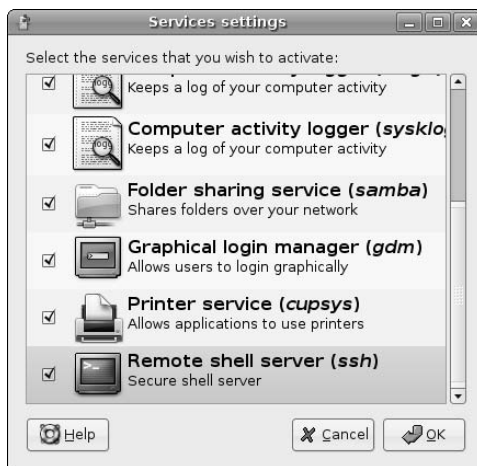 Services settings
Select the services that you wish to activate:
Keeps a log of your computer activity
Computer activity logger (sysklo
Keeps a log of your computer activity
Folder sharing service (samba)
Shares folders over your network
Graphical login manager (gdm)
Allows users to login graphically
Printer service (cupsys)
Allows applications to use printers
Remote shell server (ssh)
Secure shell server
Help
Cancel
OK